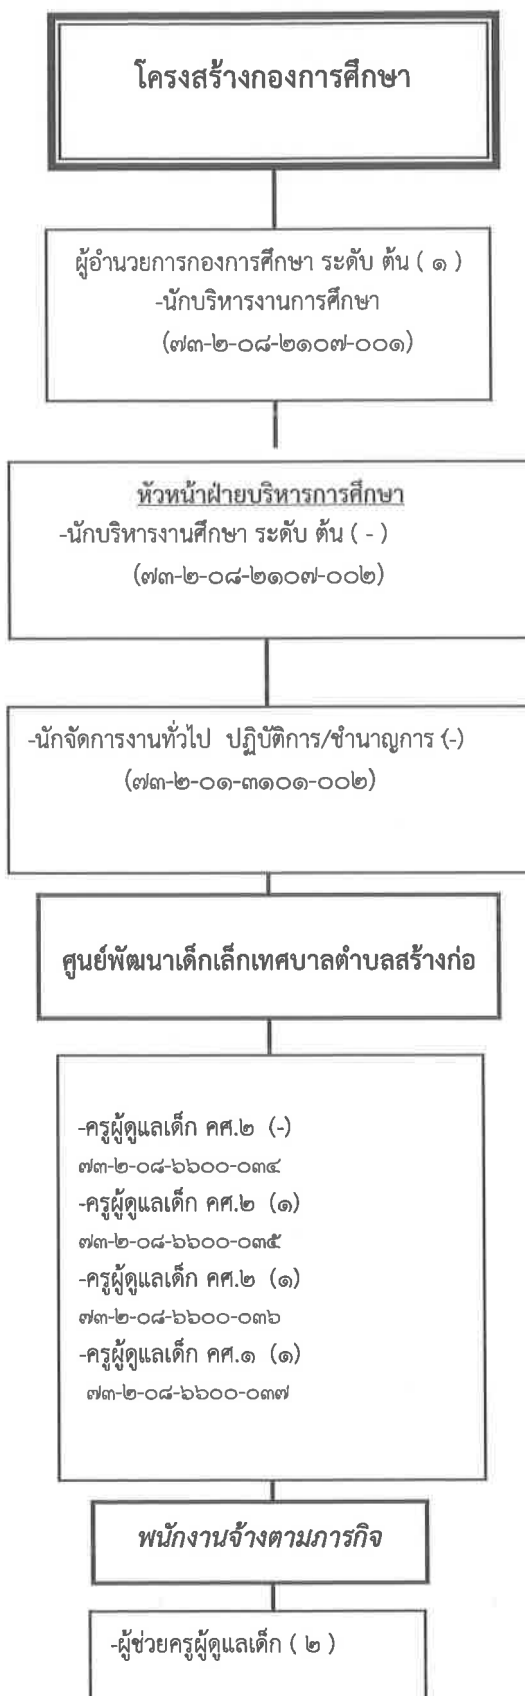 โครงสร้างกองการศึกษา
ผู้อำนวยการกองการศึกษา ระดับ ต้น ( ๑ )
-นักบริหารงานการศึกษา
(๗๓-๒-๐๘-๒๑๐๗-๐๐๑)
หัวหน้าฝ่ายบริหารการศึกษา
-นักบริหารงานศึกษา ระดับ ต้น ( - )
(๗๓-๒-๐๘-๒๑๐๗-๐๐๒)
-นักจัดการงานทั่วไป ปฏิบัติการ/ชำนาญการ (-)
(๗๓-๒-๐๑-๓๑๐๑-๐๐๒)
ศูนย์พัฒนาเด็กเล็กเทศบาลตำบลสร้างก่อ
-ครูผู้ดูแลเด็ก คศ.๒ (-)
๗๓-๒-๐๘-๖๖๐๐-๐๓๔
-ครูผู้ดูแลเด็ก คศ.๒ (๑)
๗๓-๒-๐๘-๖๖๐๐-๐๓๕
-ครูผู้ดูแลเด็ก คศ.๒ (๑)
๗๓-๒-๐๘-๖๖๐๐-๐๓๖
-ครูผู้ดูแลเด็ก คศ.๑ (๑)
๗๓-๒-๐๘-๖๖๐๐-๐๓๗
พนักงานจ้างตามภารกิจ
-ผู้ช่วยครูผู้ดูแลเด็ก ( ๒ )